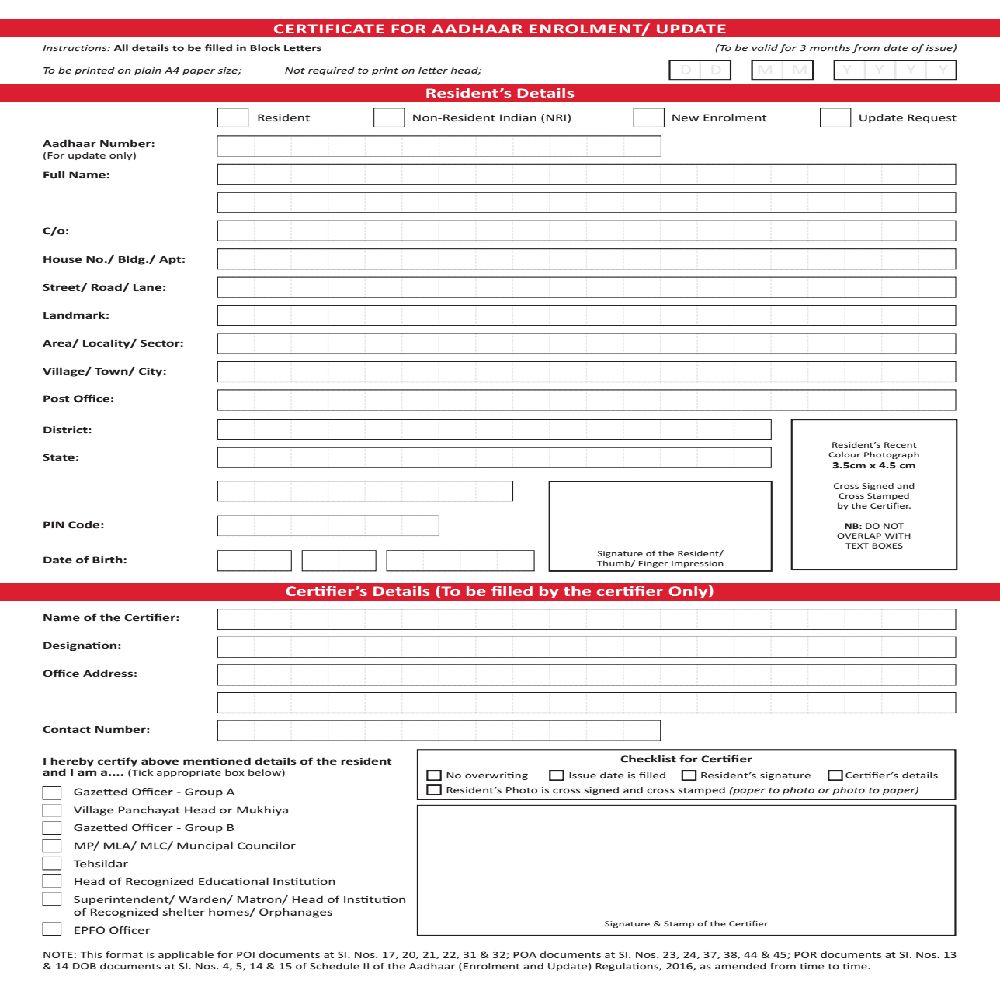 CERTIFICATE FOR AADHAAR ENROLMENT/ UPDATE
Instructions: All details to be filled in Block Letters (To be valid for 3 months from date of issue)
To be printed on plain A4 paper size; Not required to print on letter head; D D M M Y Y Y Y
Resident's Details
Resident Non-Resident Indian (NRI) New Enrolment Update Request
Aadhaar Number:
(For update only)
Full Name:
C/o:
House No./ Bldg./ Apt:
Street/ Road/ Lane:
Landmark:
Area/ Locality/ Sector:
Village/ Town/ City:
Post Office:
District:
State:
PIN Code:
Date of Birth:
Signature of the Resident/
Thumb/ Finger Impression
Resident's Recent
Colour Photograph
3.5cm x 4.5 cm
Cross Signed and
Cross Stamped
by the Certifier.
NB: DO NOT
OVERLAP WITH
TEXT BOXES
Certifier's Details (To be filled by the certifier Only)
Name of the Certifier:
Designation:
Office Address:
Contact Number:
I hereby certify above mentioned details of the resident
and I am a.... (Tick appropriate box below)
Gazetted Officer - Group A
Village Panchayat Head or Mukhiya
Gazetted Officer - Group B
MP/ MLA/ MLC/ Muncipal Councilor
Tehsildar
Head of Recognized Educational Institution
Superintendent/ Warden/ Matron/ Head of Institution
of Recognized shelter homes/ Orphanages
EPFO Officer
Checklist for Certifier
No overwriting Issue date is filled Resident's signature Certifier's details
Resident's Photo is cross signed and cross stamped (paper to photo or photo to paper)
Signature & Stamp of the Certifier
NOTE: This format is applicable for POI documents at SI. Nos. 17, 20, 21, 22, 31 & 32; POA documents at SI. Nos. 23, 24, 37, 38, 44 & 45; POR documents at SI. Nos. 13
& 14 DOB documents at SI. Nos. 4, 5, 14 & 15 of Schedule II of the Aadhaar (Enrolment and Update) Regulations, 2016, as amended from time to time.